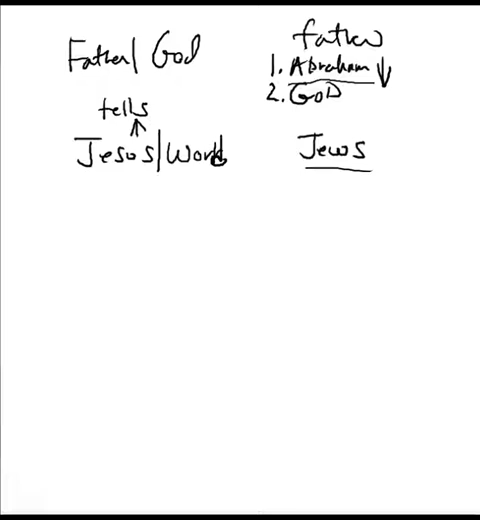 Father/ God
tells
Jesus/Word
father
1. Abraham
2. GOD
Jews